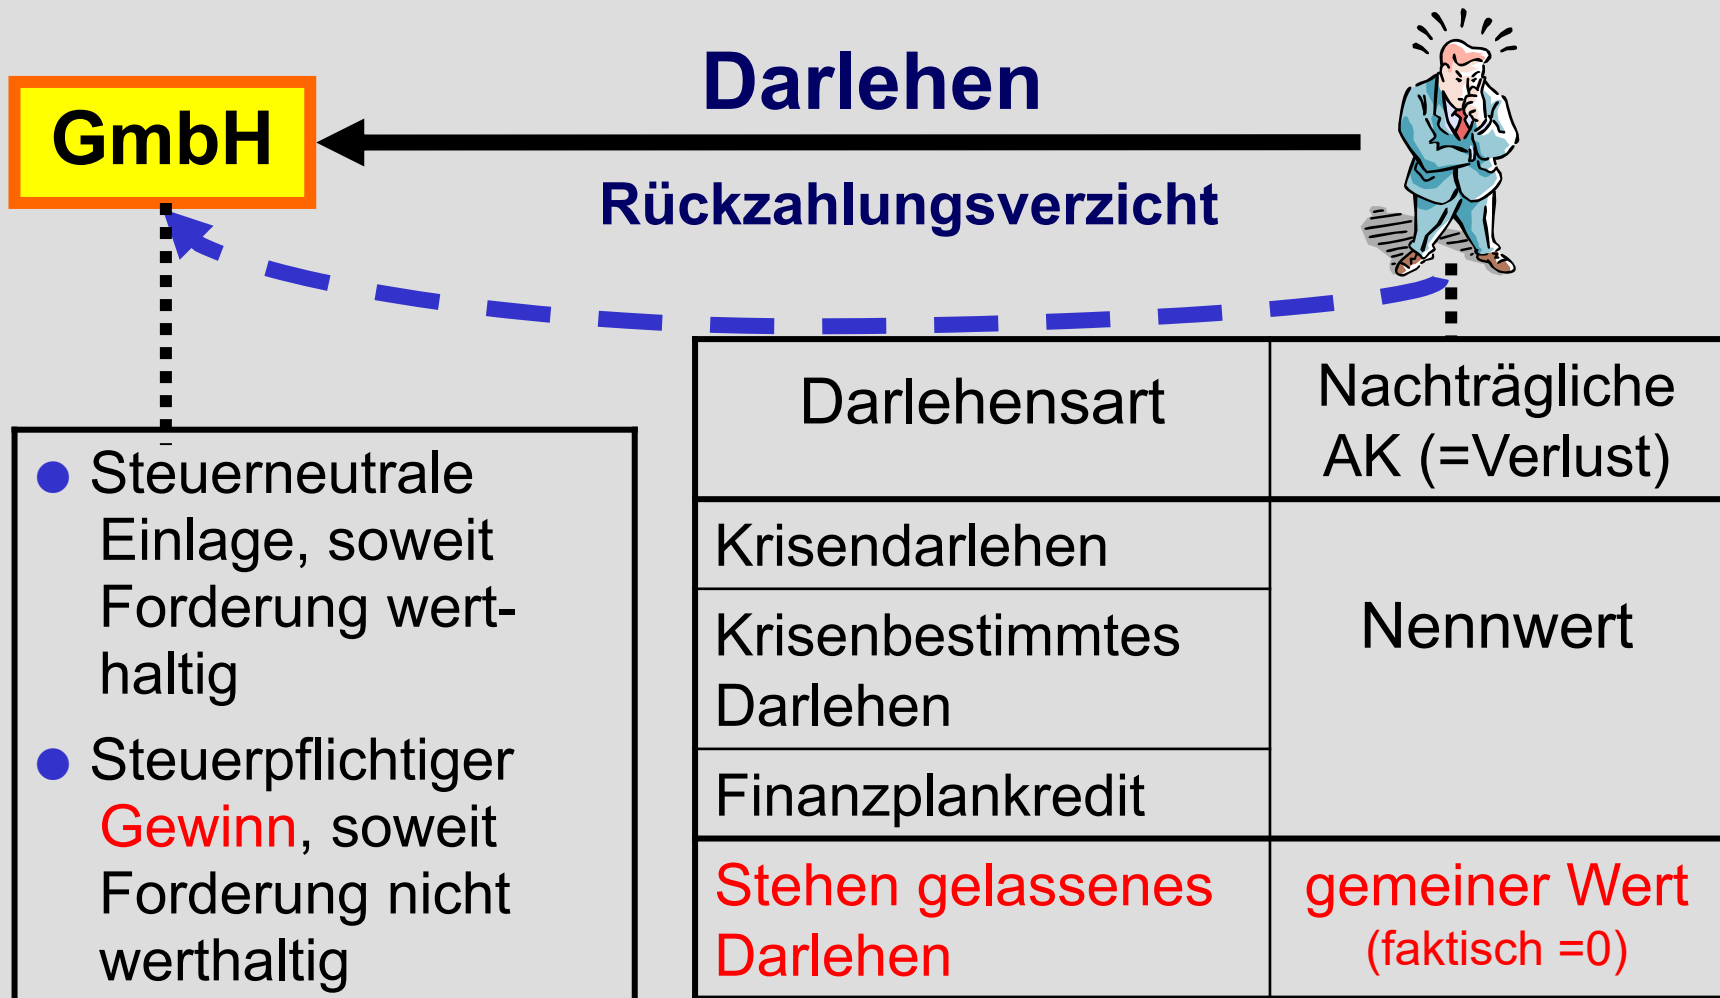 Darlehen
GmbH
Rückzahlungsverzicht
Steuerneutrale
Einlage, soweit
Forderung wert-
haltig
Steuerpflichtiger
Gewinn, soweit
Forderung nicht
werthaltig
Darlehensart
Nachträgliche
AK (=Verlust)
Krisendarlehen
Krisenbestimmtes
Darlehen
Finanzplankredit
Nennwert
Stehen gelassenes
Darlehen
gemeiner Wert
(faktisch =0)